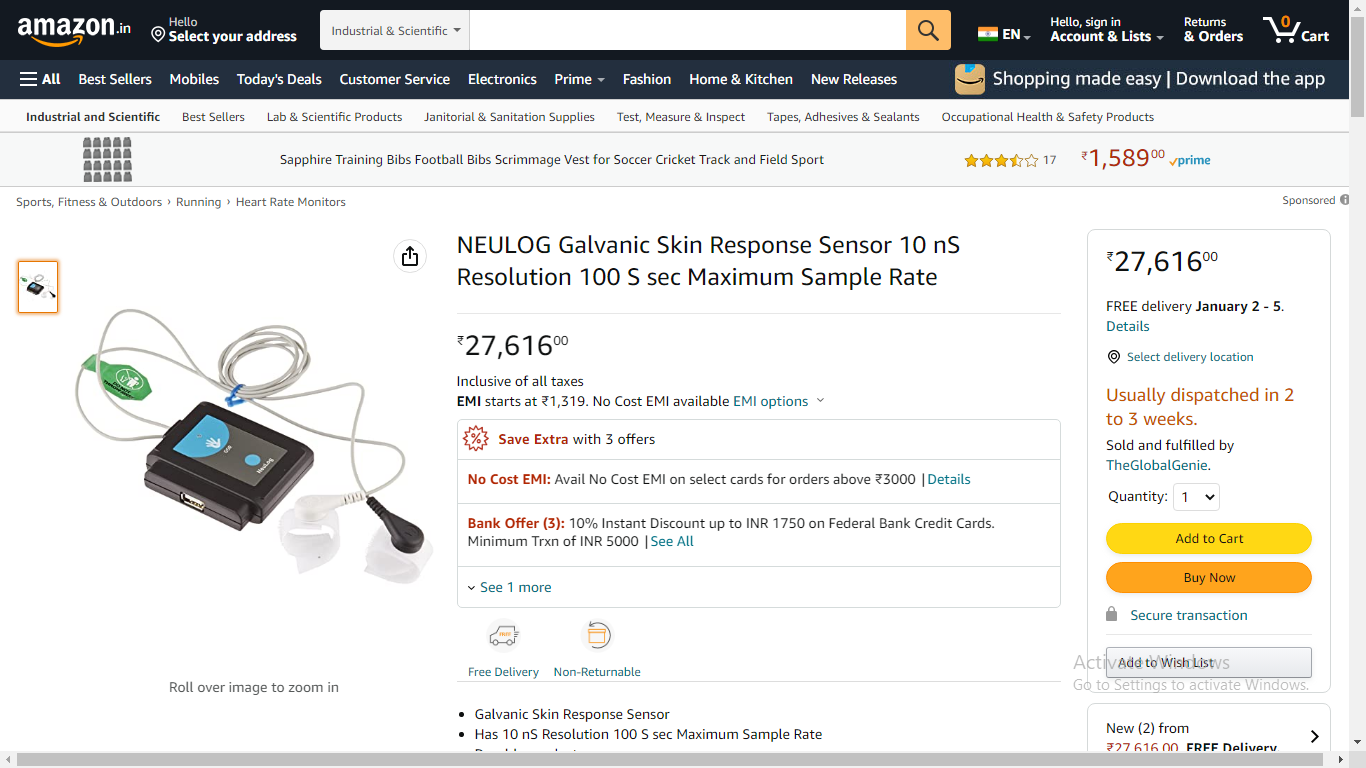 amazon.in
Hello
Select your address
Industrial & Scientific
EN
Hello, sign in
Account & Lists
Returns
& Orders
0
Cart
All
Best Sellers
Mobiles
Today's Deals
Customer Service
Electronics
Prime
Fashion
Home & Kitchen
New Releases
Shopping made easy | Download the app
Industrial and Scientific
Best Sellers
Lab & Scientific Products
Janitorial & Sanitation Supplies
Test, Measure & Inspect
Tapes, Adhesives & Sealants
Occupational Health & Safety Products
Sapphire Training Bibs Football Bibs Scrimmage Vest for Soccer Cricket Track and Field Sport
17
₹1,58900
prime
Sports, Fitness & Outdoors › Running › Heart Rate Monitors
Sponsored
NEULOG Galvanic Skin Response Sensor 10 nS
Resolution 100 S sec Maximum Sample Rate
₹27,61600
Inclusive of all taxes
EMI starts at ₹1,319. No Cost EMI available EMI options
Save Extra with 3 offers
No Cost EMI: Avail No Cost EMI on select cards for orders above ₹3000 | Details
Bank Offer (3): 10% Instant Discount up to INR 1750 on Federal Bank Credit Cards.
Minimum Trxn of INR 5000 | See All
See 1 more
FREE
Free Delivery
Non-Returnable
Galvanic Skin Response Sensor
Has 10 nS Resolution 100 S sec Maximum Sample Rate
GSR
NeuLog
Roll over image to zoom in
₹27,61600
FREE delivery January 2 - 5.
Details
Select delivery location
Usually dispatched in 2
to 3 weeks.
Sold and fulfilled by
TheGlobalGenie.
Quantity: 1
Add to Cart
Buy Now
Secure transaction
Add to Wish List
Activate Windows
Go to Settings to activate Windows.
New (2) from
₹27,616.00 FREE Delivery